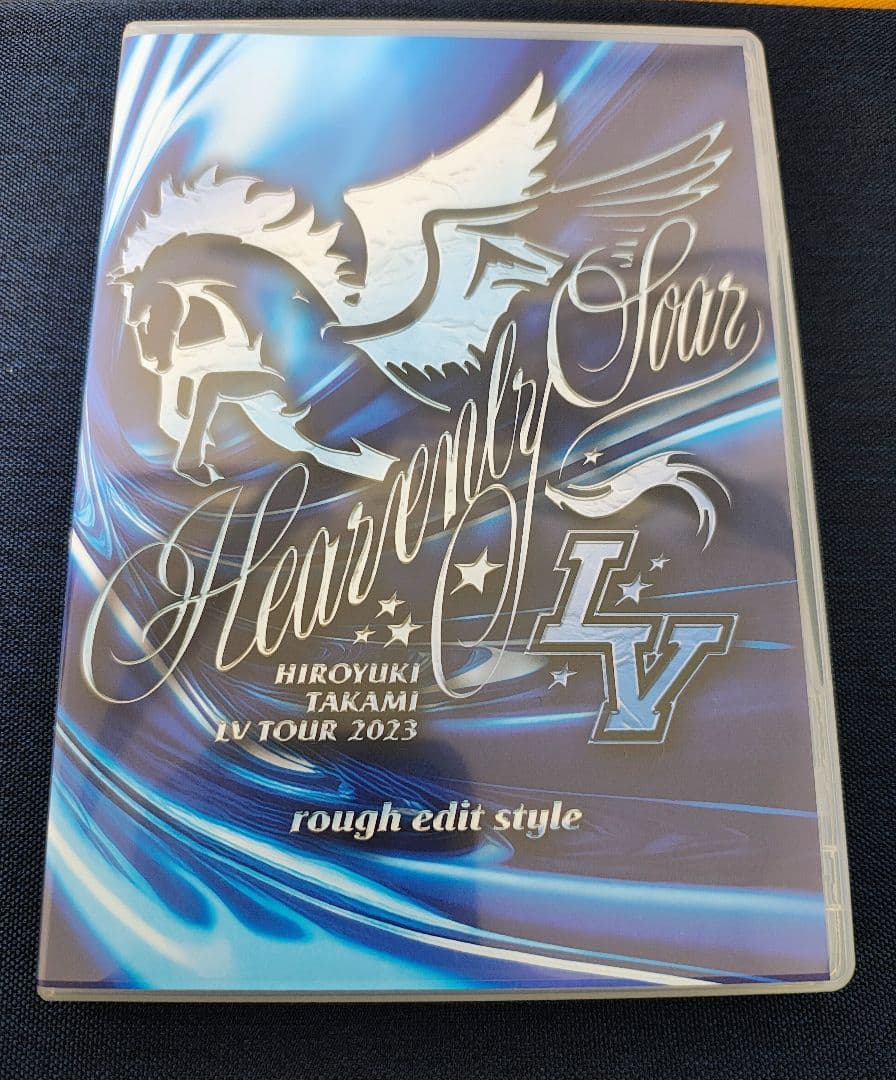 Heavenly Soar
LV
HIROYUKI
TAKAMI
LV TOUR 2023
rough edit style